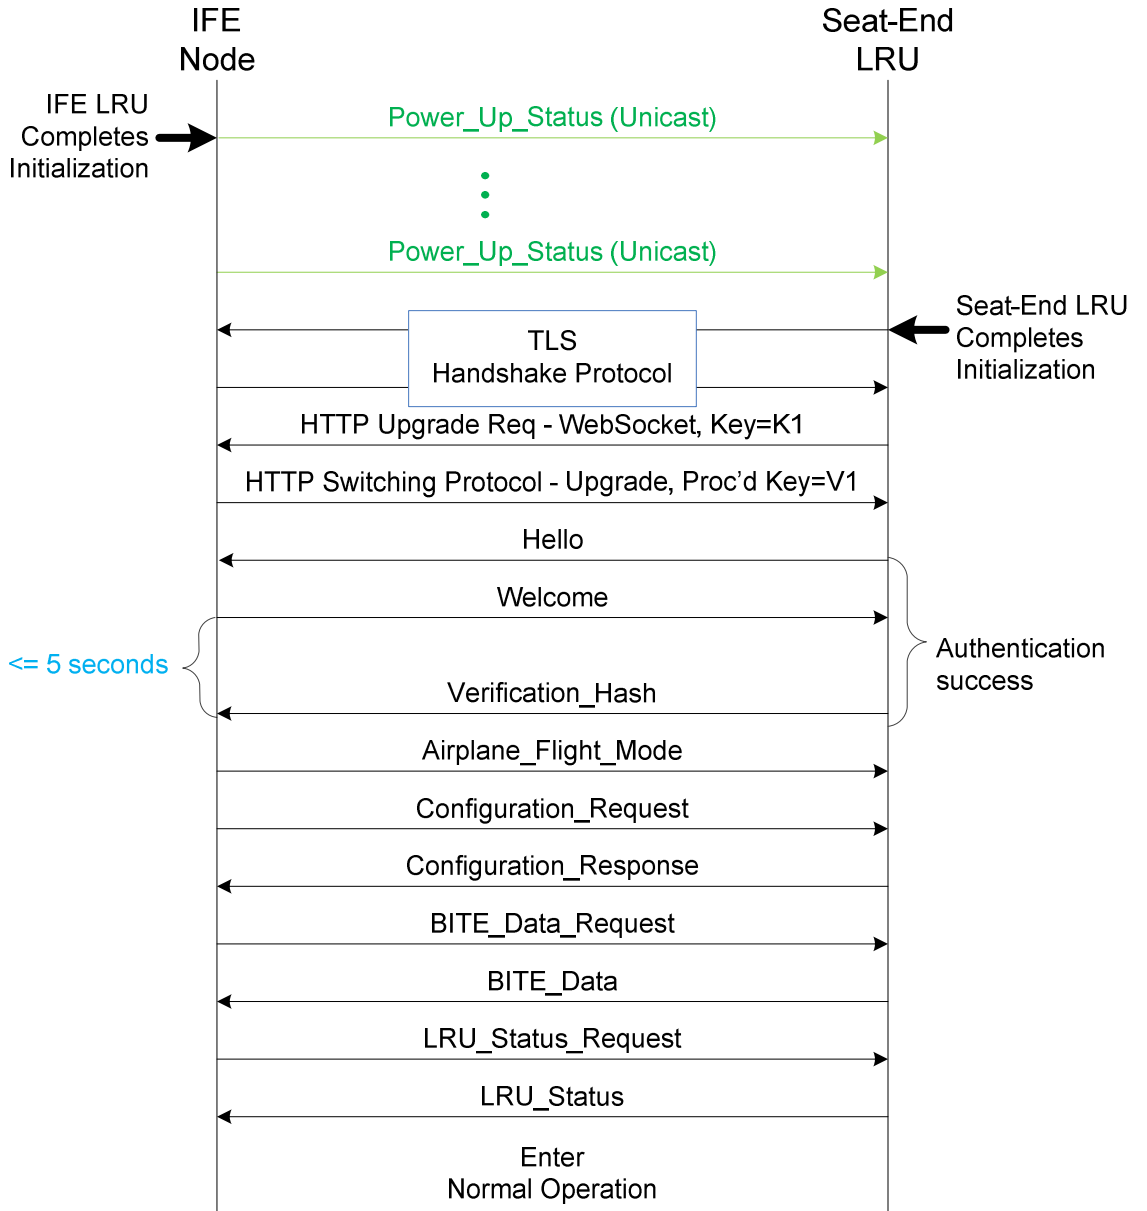 IFE
Node
Seat-End
LRU
IFE LRU
Completes
Initialization
Power_Up_Status (Unicast)
Power_Up_Status (Unicast)
Seat-End LRU
Completes
Initialization
TLS
Handshake Protocol
HTTP Upgrade Req - WebSocket, Key=K1
HTTP Switching Protocol - Upgrade, Proc'd Key=V1
Hello
Welcome
<= 5 seconds
Authentication
success
Verification_Hash
Airplane_Flight_Mode
Configuration_Request
Configuration_Response
BITE_Data_Request
BITE_Data
LRU_Status_Request
LRU_Status
Enter
Normal Operation